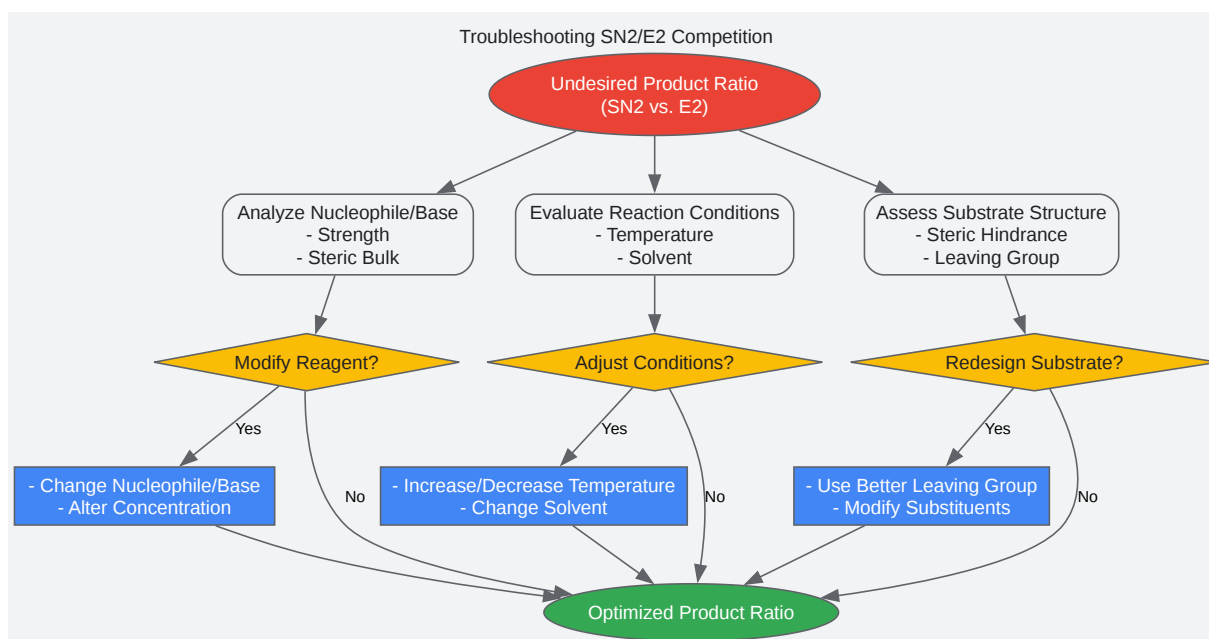 Troubleshooting SN2/E2 Competition
Undesired Product Ratio
(SN2 vs. E2)
Analyze Nucleophile/Base
- Strength
- Steric Bulk
Evaluate Reaction Conditions
- Temperature
- Solvent
Assess Substrate Structure
- Steric Hindrance
- Leaving Group
Modify Reagent?
Adjust Conditions?
Redesign Substrate?
Yes
Yes
Yes
- Change Nucleophile/Base
- Alter Concentration
No
- Increase/Decrease Temperature
- Change Solvent
No
- Use Better Leaving Group
- Modify Substituents
No
Optimized Product Ratio